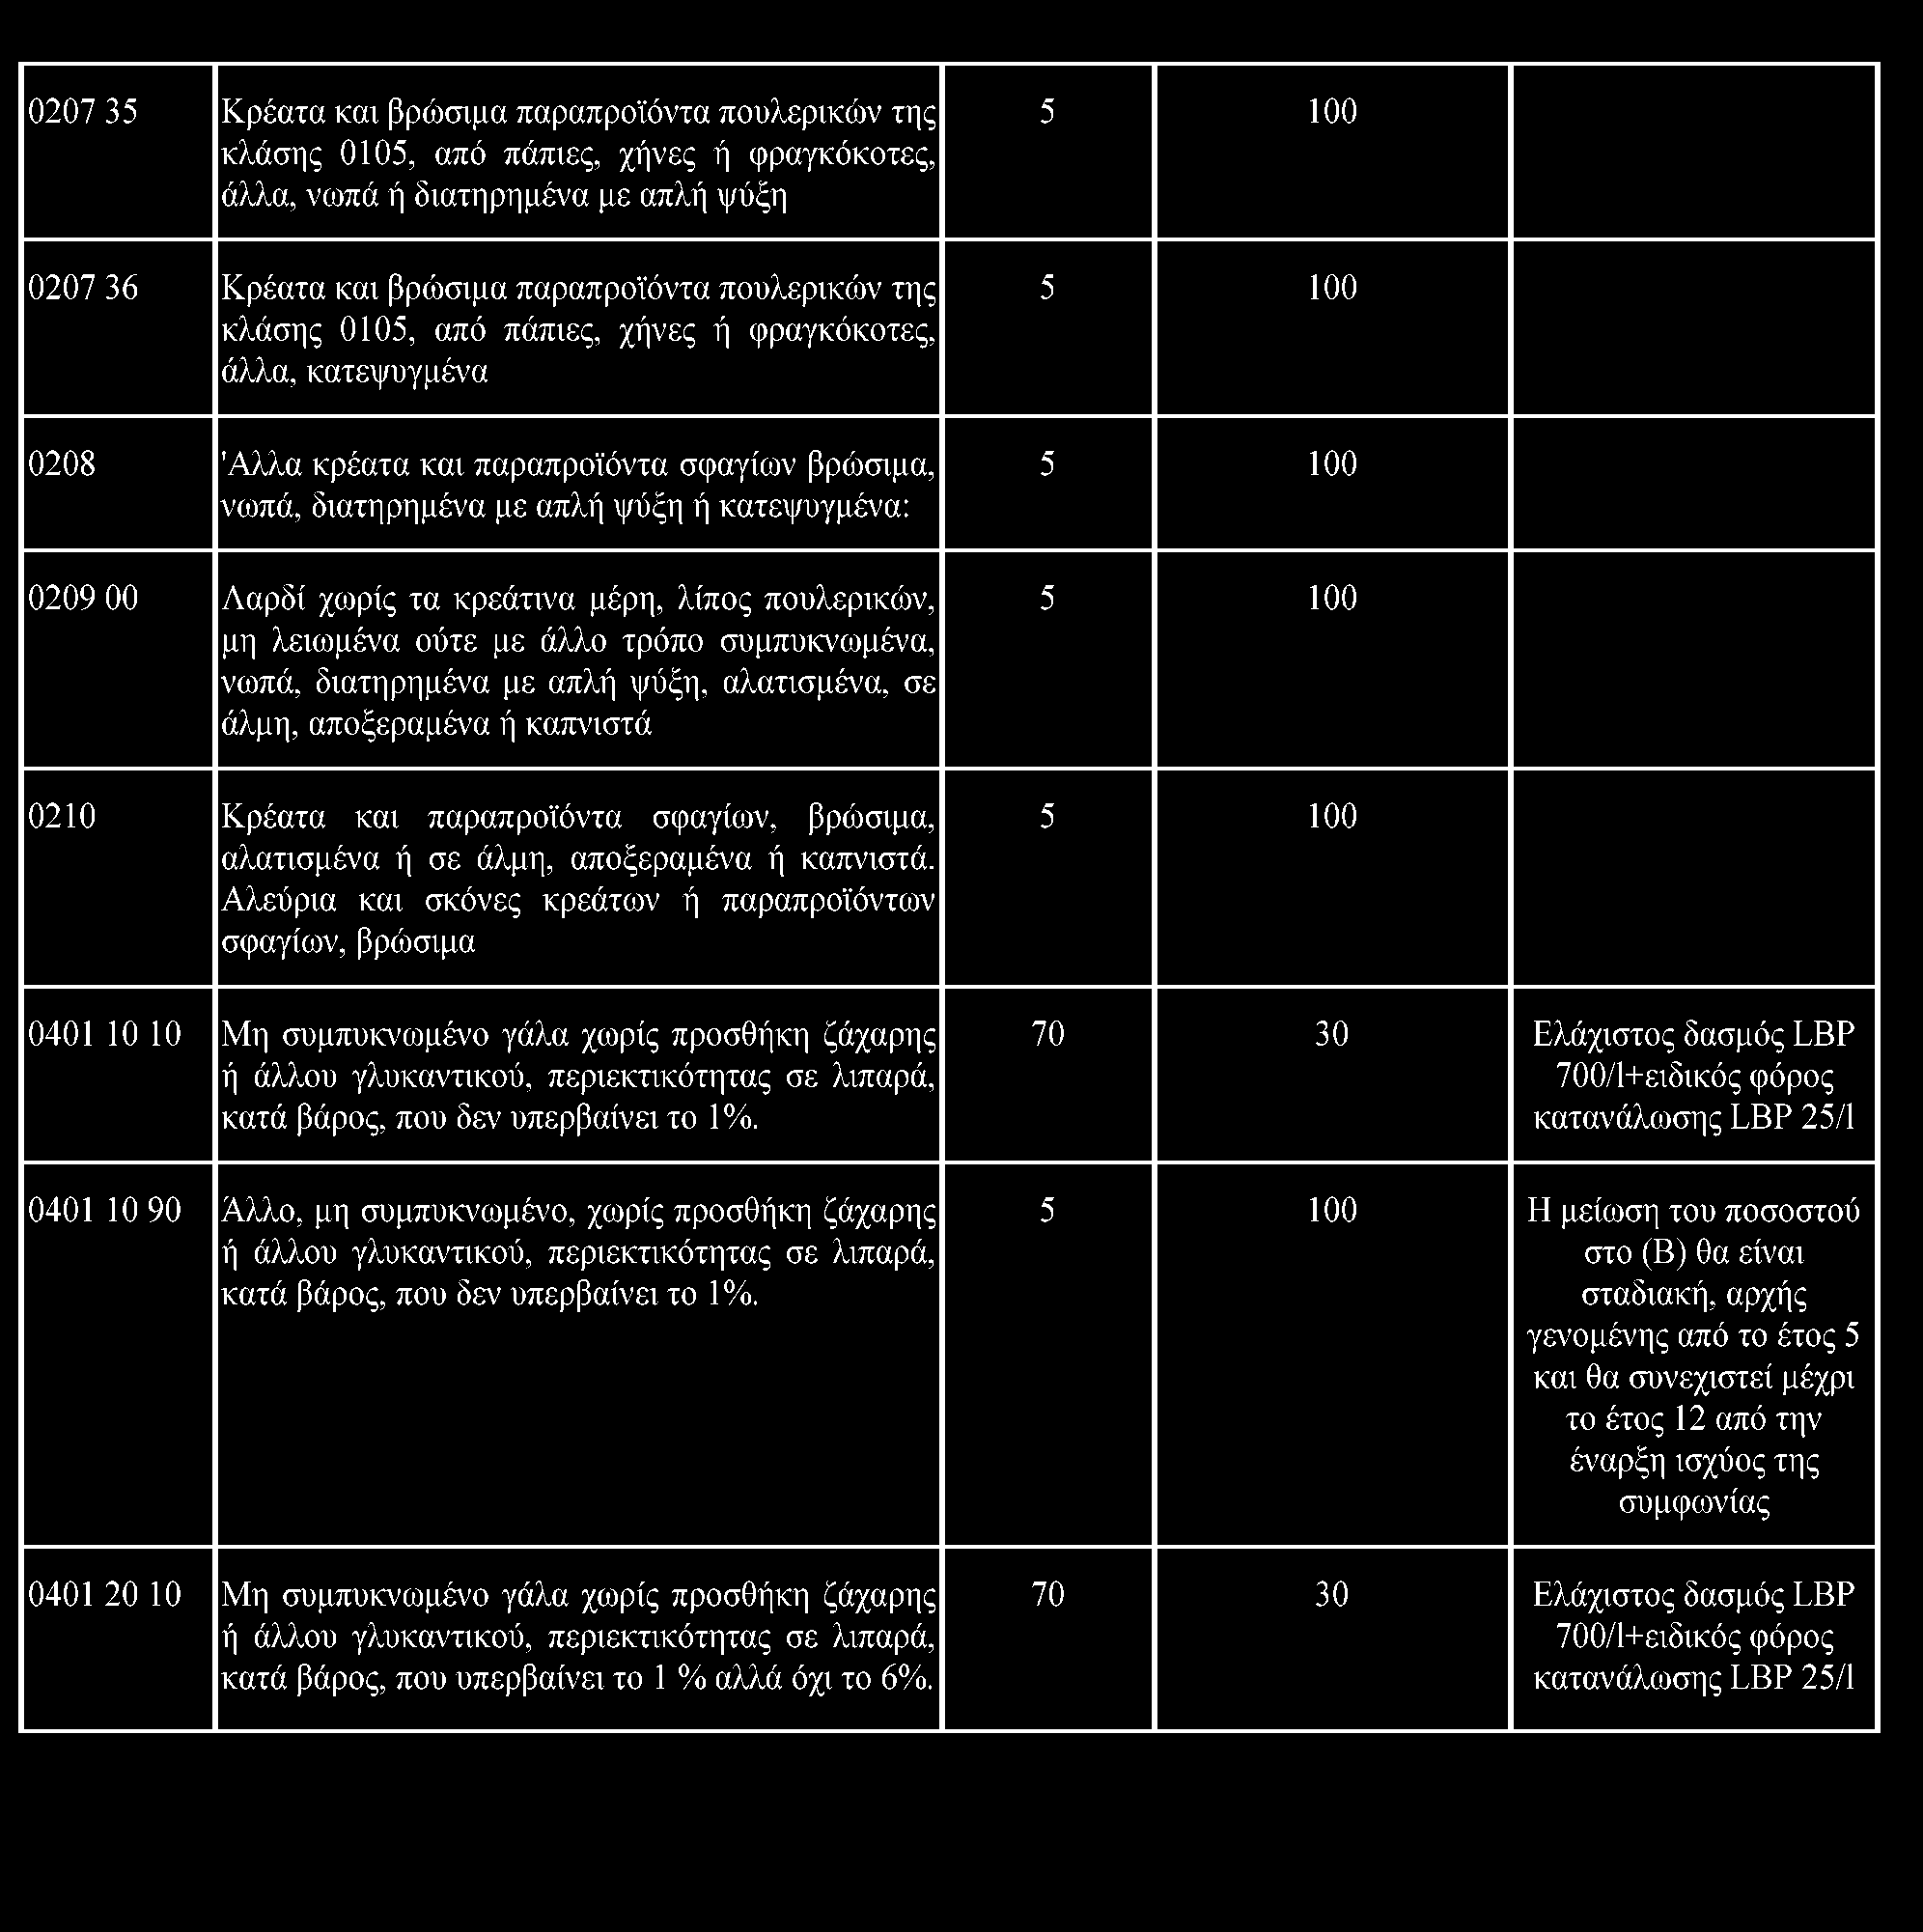 0207 35 Κρέατα και βρώσιμα παραπροϊόντα πουλερικών της 5 100
κλάσης 0105, από πάπιες, χήνες ή φραγκόκοτες,
άλλα, νωπά ή διατηρημένα με απλή ψύξη
0207 36 Κρέατα και βρώσιμα παραπροϊόντα πουλερικών της 5 100
κλάσης 0105, από πάπιες, χήνες ή φραγκόκοτες,
άλλα, κατεψυγμένα
0208 'Αλλα κρέατα και παραπροϊόντα σφαγίων βρώσιμα, 5 100
νωπά, διατηρημένα με απλή ψύξη ή κατεψυγμένα:
0209 00 Λαρδί χωρίς τα κρεάτινα μέρη, λίπος πουλερικών, 5 100
μη λειωμένα ούτε με άλλο τρόπο συμπυκνωμένα,
νωπά, διατηρημένα με απλή ψύξη, αλατισμένα, σε
άλμη, αποξεραμένα ή καπνιστά
0210 Κρέατα και παραπροϊόντα σφαγίων, βρώσιμα, 5 100
αλατισμένα ή σε άλμη, αποξεραμένα ή καπνιστά.
Αλεύρια και σκόνες κρεάτων ή παραπροϊόντων
σφαγίων, βρώσιμα
0401 10 10 Μη συμπυκνωμένο γάλα χωρίς προσθήκη ζάχαρης 70 30 Ελάχιστος δασμός LBP
ή άλλου γλυκαντικού, περιεκτικότητας σε λιπαρά, 700/l+ειδικός φόρος
κατά βάρος, που δεν υπερβαίνει το 1%. κατανάλωσης LBP 25/l
0401 10 90 Άλλο, μη συμπυκνωμένο, χωρίς προσθήκη ζάχαρης 5 100 Η μείωση του ποσοστού
ή άλλου γλυκαντικού, περιεκτικότητας σε λιπαρά, στο (Β) θα είναι
κατά βάρος, που δεν υπερβαίνει το 1%. σταδιακή, αρχής
γενομένης από το έτος 5
και θα συνεχιστεί μέχρι
το έτος 12 από την
έναρξη ισχύος της
συμφωνίας
0401 20 10 Μη συμπυκνωμένο γάλα χωρίς προσθήκη ζάχαρης 70 30 Ελάχιστος δασμός LBP
ή άλλου γλυκαντικού, περιεκτικότητας σε λιπαρά, 700/l+ειδικός φόρος
κατά βάρος, που υπερβαίνει το 1 % αλλά όχι το 6%. κατανάλωσης LBP 25/l